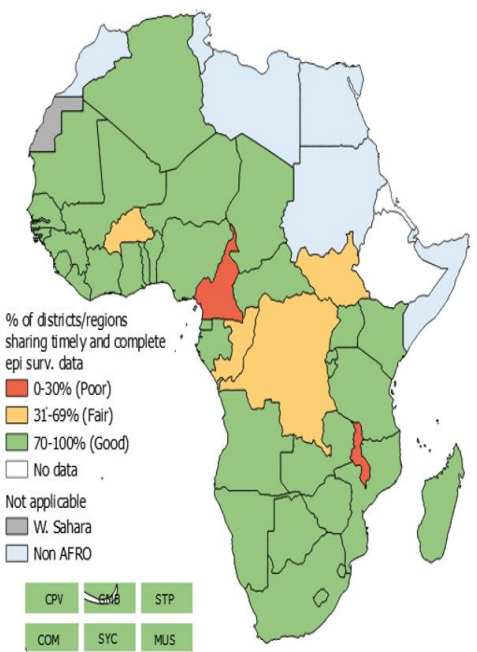 % of districts/regions
sharing timely and complete
epi surv. data
0-30% (Poor)
31-69% (Fair)
70-100% (Good)
No data
Not applicable
W. Sahara
Non AFRO
CPV GMB STP
COM SYC MUS